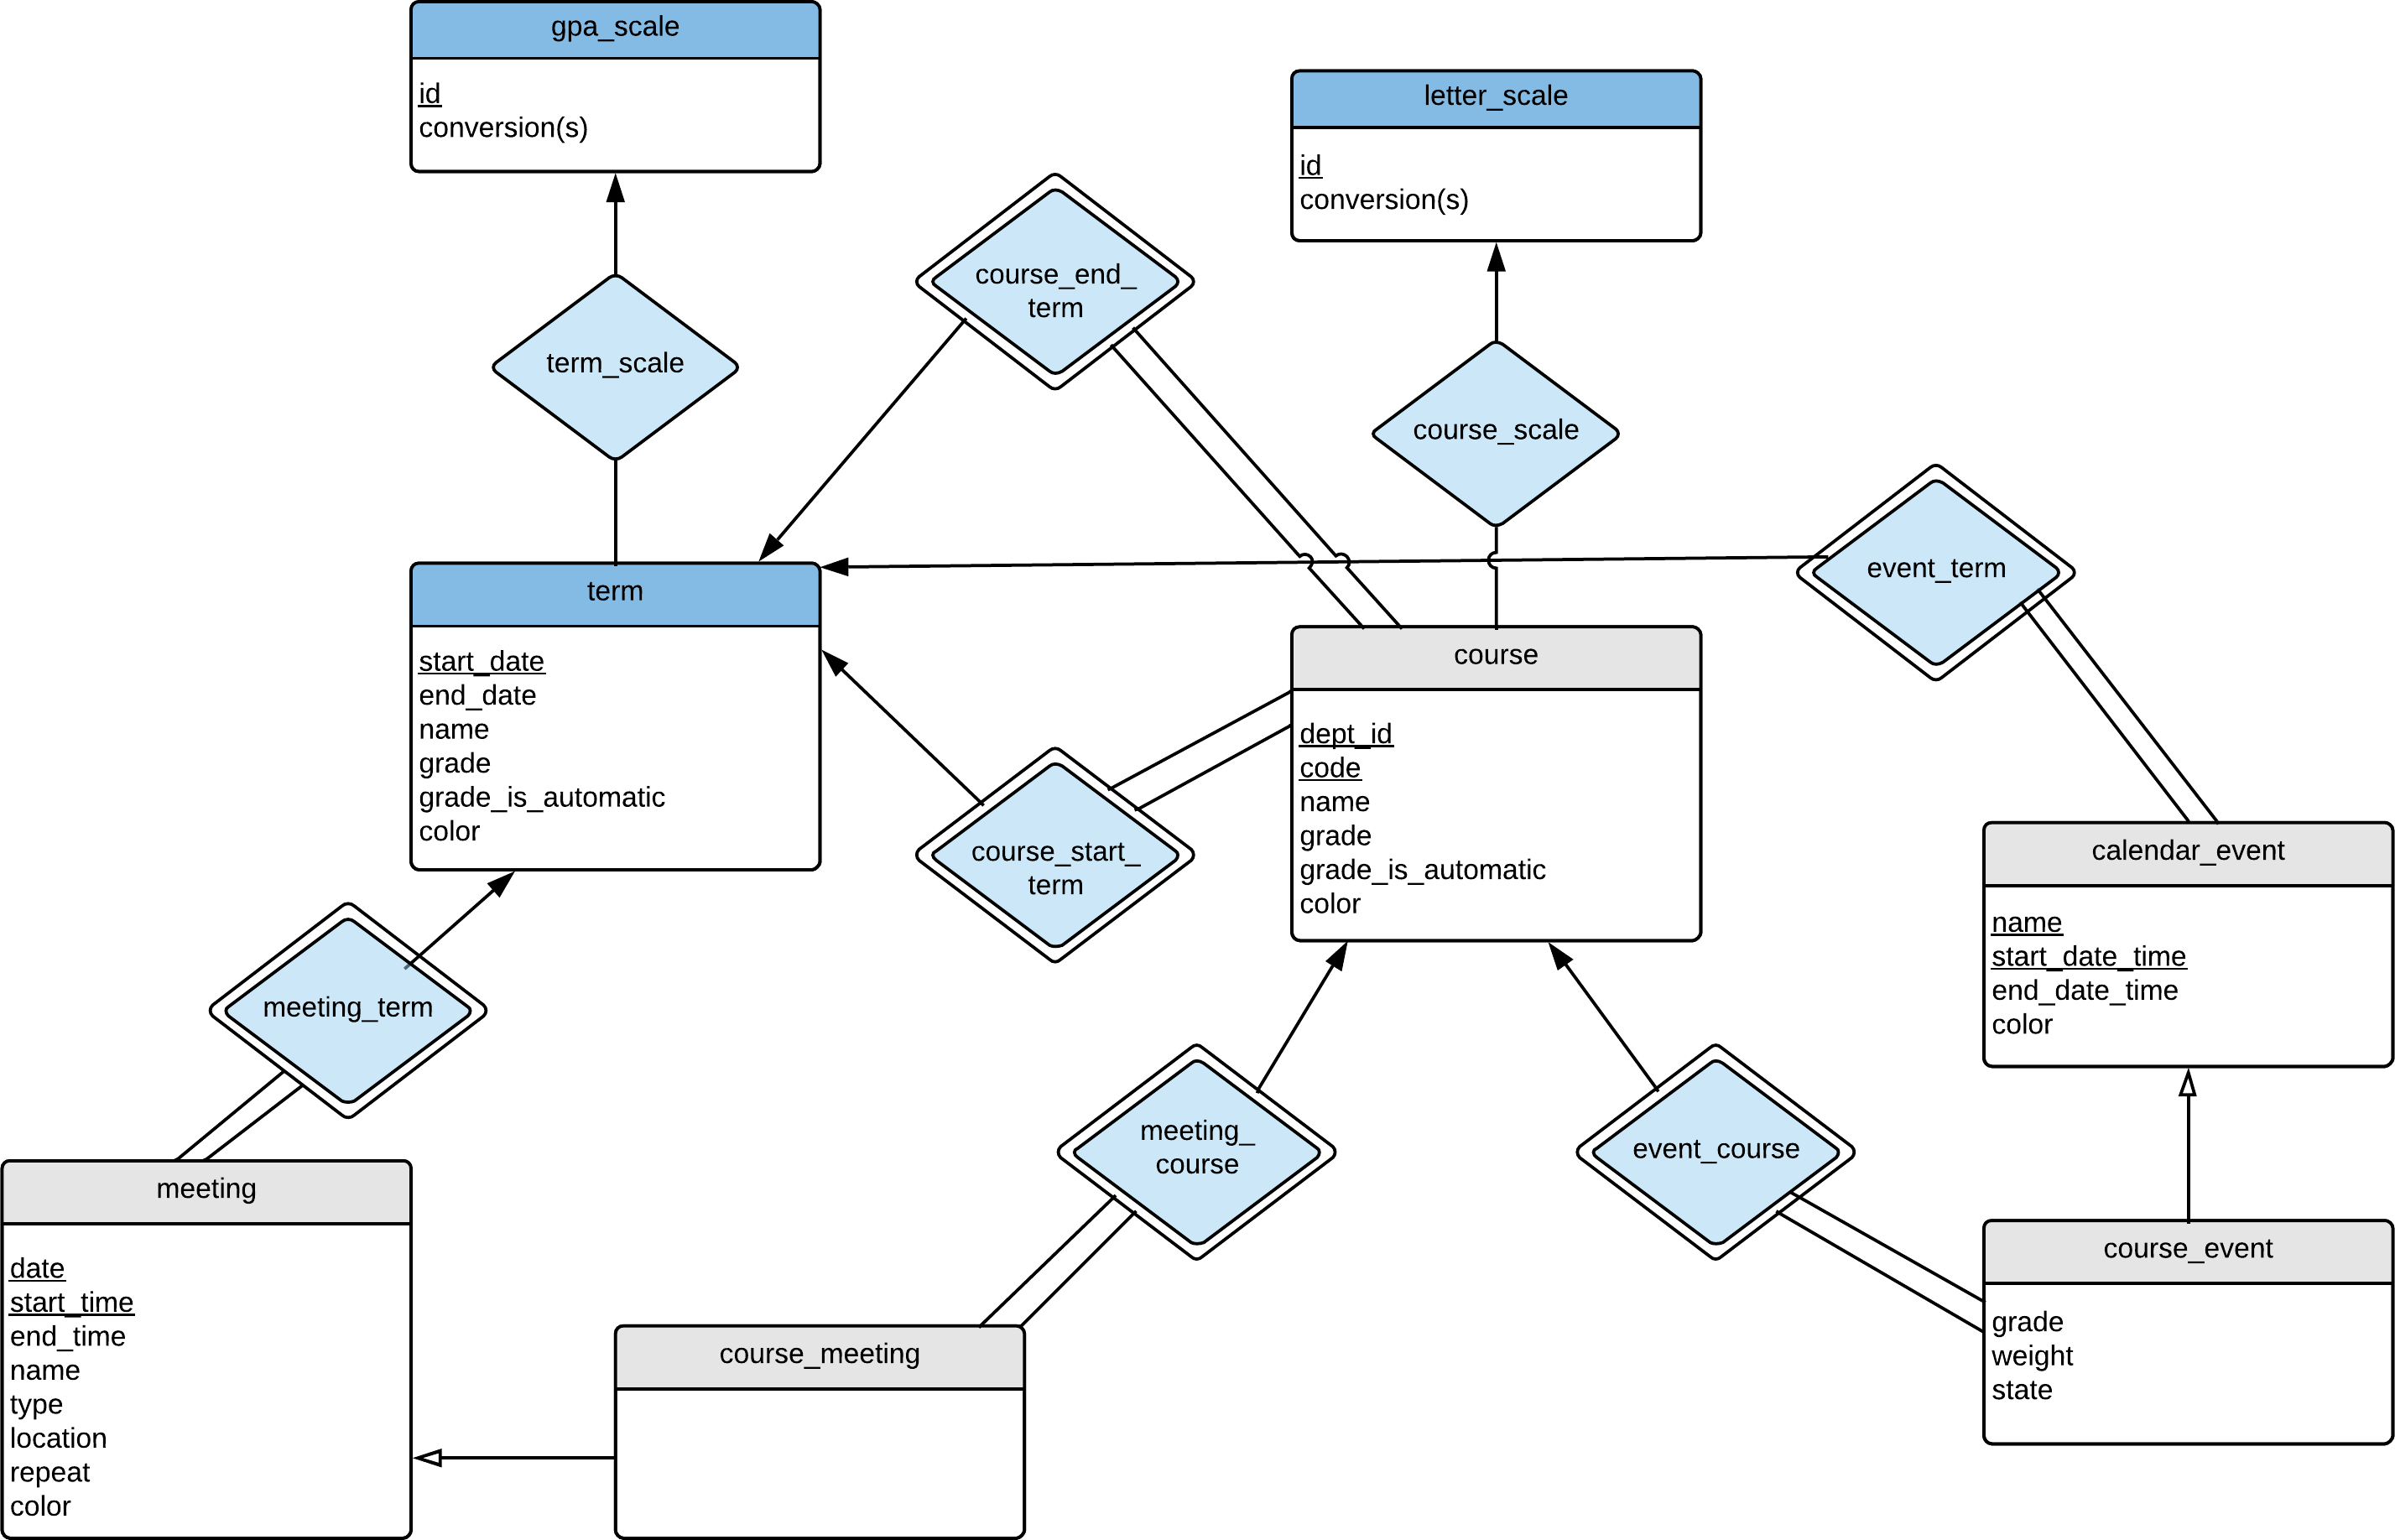 gpa_scale
id
conversion(s)
letter_scale
id
conversion(s)
course_end_
term
term_scale
course_scale
event_term
term
start_date
end_date
name
grade
grade_is_automatic
color
course
dept_id
code
name
grade
grade_is_automatic
color
course_start_
term
calendar_event
name
start_date_time
end_date_time
color
meeting_term
meeting_
course
event_course
meeting
date
start_time
end_time
name
type
location
repeat
color
course_meeting
course_event
grade
weight
state